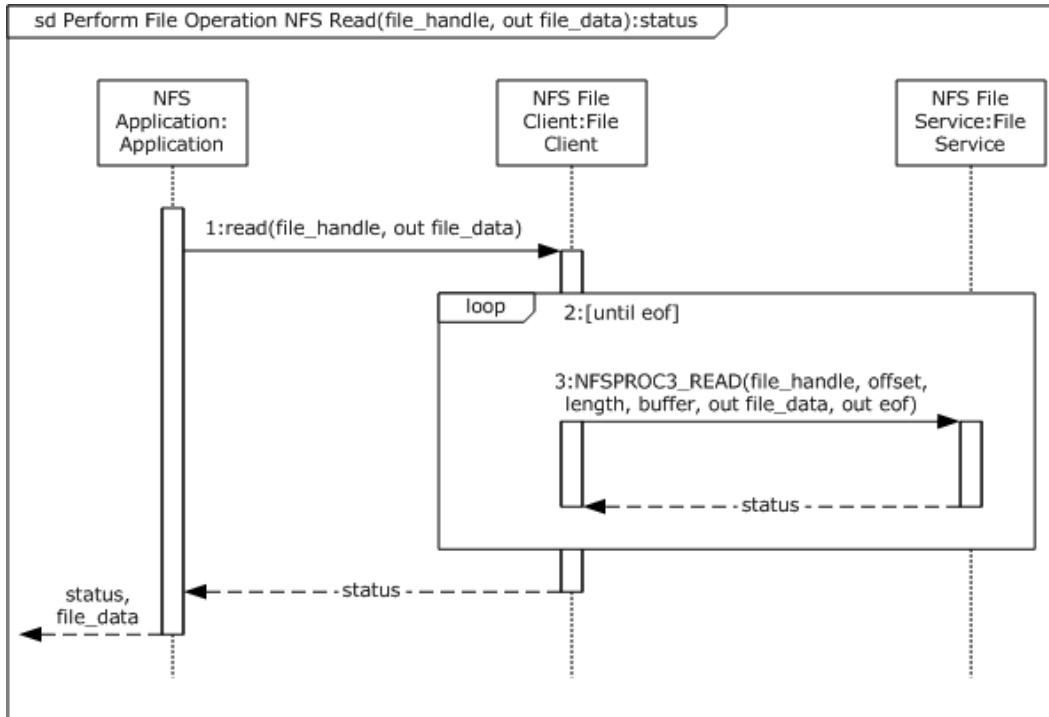 sd Perform File Operation NFS Read(file_handle, out file_data):status
NFS
Application:
Application
NFS File
Client:File
Client
NFS File
Service:File
Service
1:read(file_handle, out file_data)
loop
2:[until eof]
3:NFSPROC3_READ(file_handle, offset,
length, buffer, out file_data, out eof)
status
status
status,
file_data